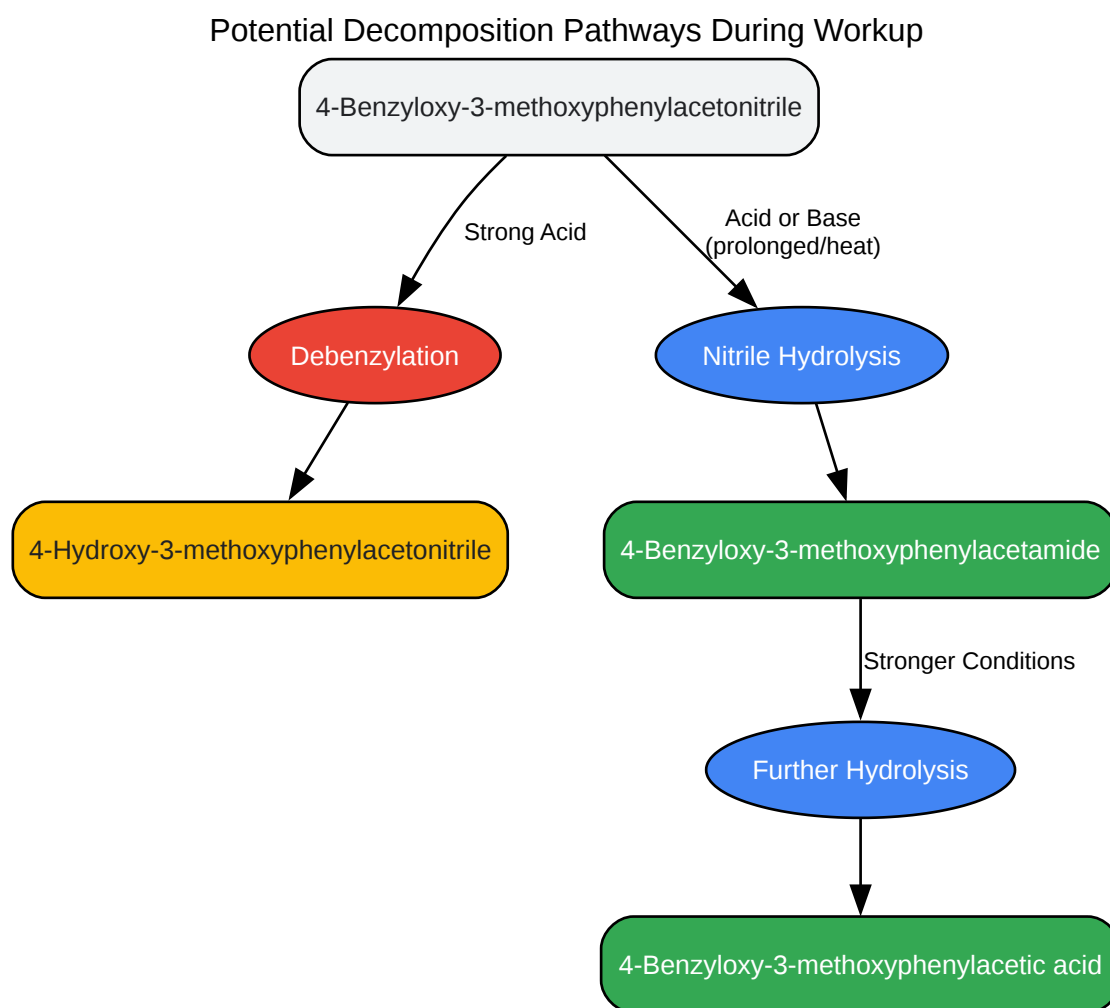 Potential Decomposition Pathways During Workup
4-Benzyloxy-3-methoxyphenylacetonitrile
Strong Acid
Acid or Base
(prolonged/heat)
Debenzylation
Nitrile Hydrolysis
4-Hydroxy-3-methoxyphenylacetonitrile
4-Benzyloxy-3-methoxyphenylacetamide
Stronger Conditions
Further Hydrolysis
4-Benzyloxy-3-methoxyphenylacetic acid